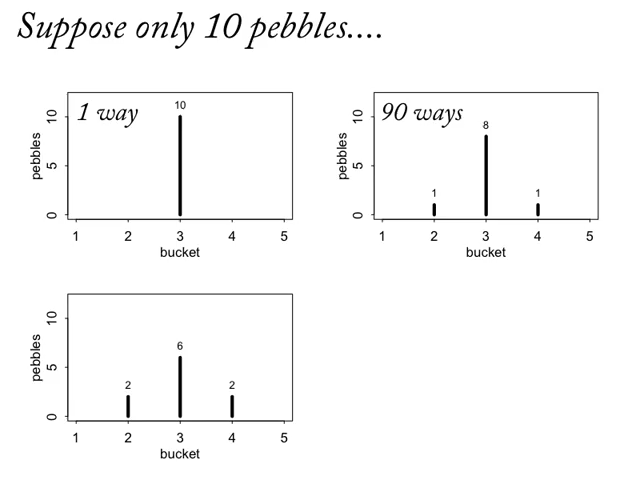 Suppose only 10 pebbles....
1 way
10
pebbles
0 5 10
1 2 3 4 5
bucket
90 ways
1 8 1
pebbles
0 5 10
1 2 3 4 5
bucket
2 6 2
pebbles
0 5 10
1 2 3 4 5
bucket